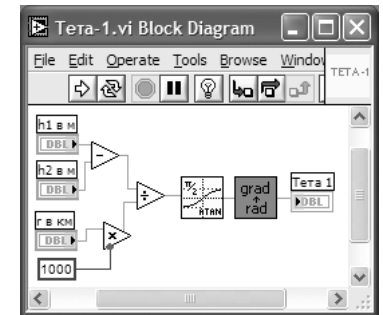 Тета-1.vi Block Diagram
File Edit Operate Tools Browse Window
ТЕТА-1
h1 в м
DBL
h2 в м
DBL
r в км
DBL
1000
π/2
ATAN
grad
rad
Тета 1
DBL